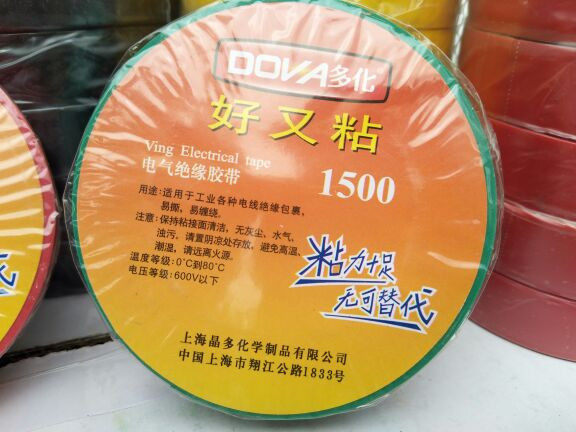 DOVA多化
好又粘
Ving Electrical tape
电气绝缘胶带
1500
用途:适用于工业各种电线绝缘包裹、
易撕、易缠绕。
注意:保持粘接面清洁，无灰尘、水气、
浊污。请置阴凉处存放，避免高温、
潮湿，请远离火源。
温度等级:0℃到80℃
电压等级:600V以下
粘力十足
无可替代
上海晶多化学制品有限公司
中国上海市翔江公路1833号